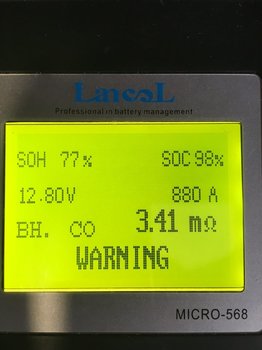 Lancol
Professional in battery management
SOH 77% SOC 98%
12.80V 880 A
BH. CO 3.41 mΩ
WARNING
MICRO-568